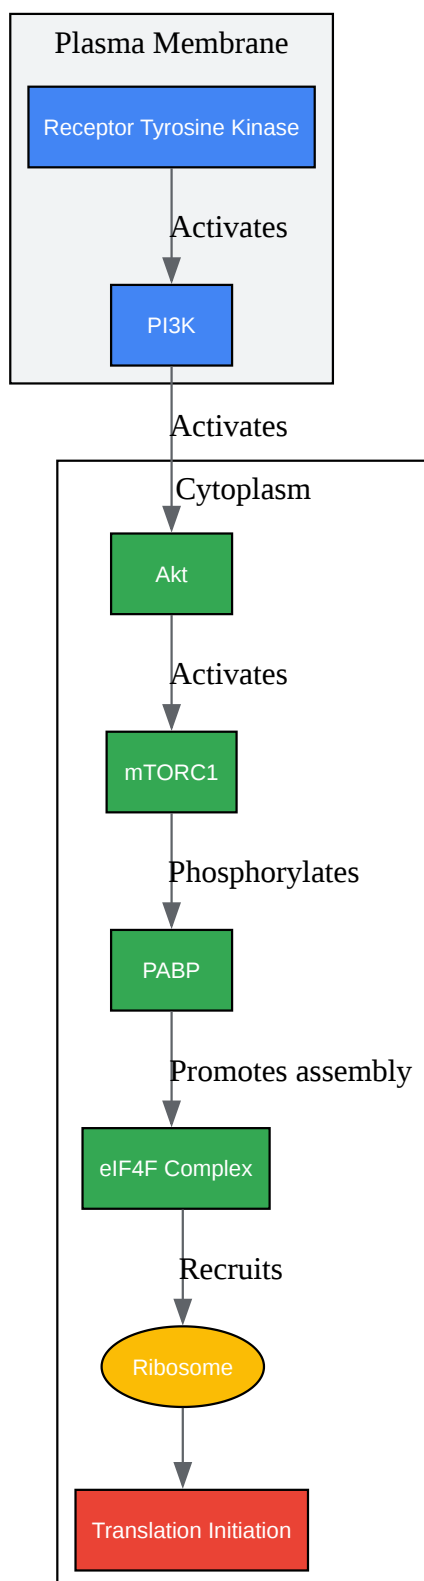 Plasma Membrane
Receptor Tyrosine Kinase
Activates
PI3K
Activates
Cytoplasm
Akt
Activates
mTORC1
Phosphorylates
PABP
Promotes assembly
eIF4F Complex
Recruits
Ribosome
Translation Initiation